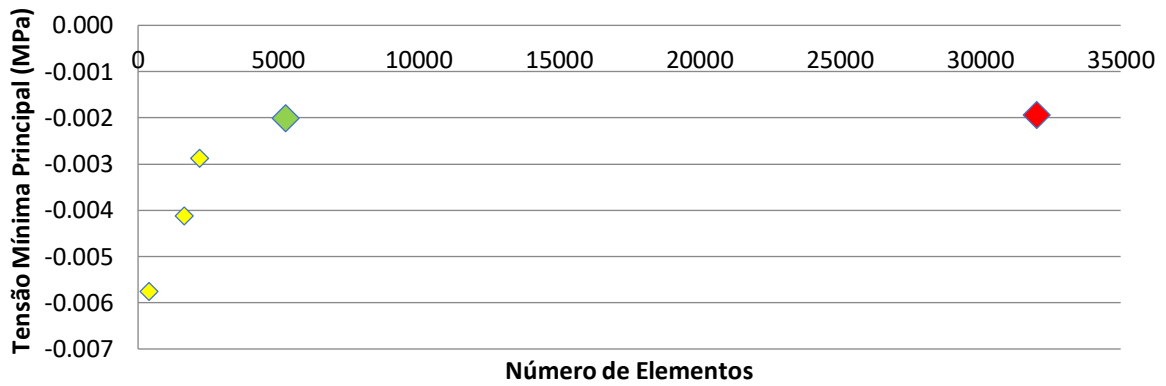 Tensão Mínima Principal (MPa)
0.000
-0.001
-0.002
-0.003
-0.004
-0.005
-0.006
-0.007
0 5000 10000 15000 20000 25000 30000 35000
Número de Elementos